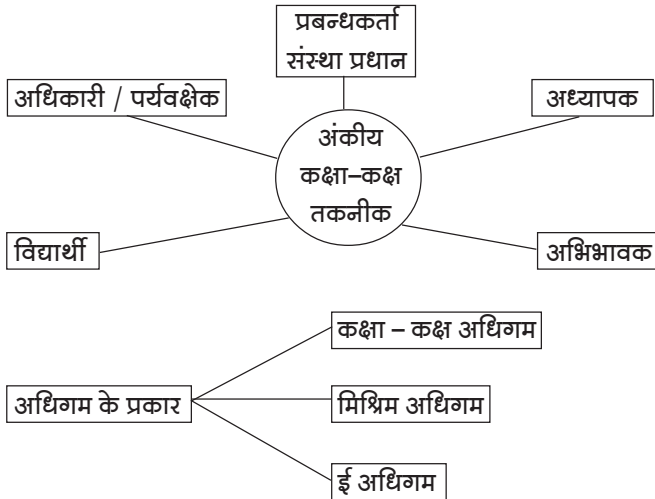 प्रबन्धकर्ता
संस्था प्रधान
अधिकारी / पर्यवक्षेक
अध्यापक
अंकीय
कक्षा–कक्ष
तकनीक
विद्यार्थी
अभिभावक
कक्षा – कक्ष अधिगम
अधिगम के प्रकार
मिश्रिम अधिगम
ई अधिगम